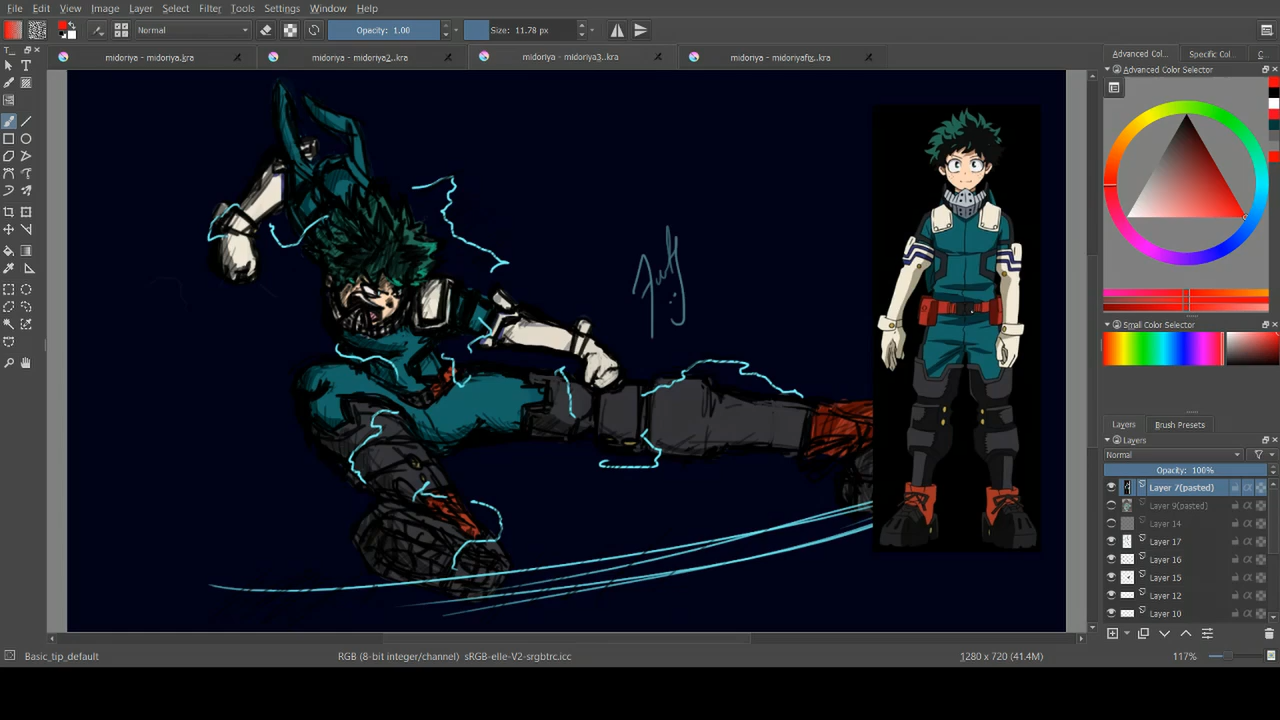 File Edit View Image Layer Select Filter Tools Settings Window Help
Normal Opacity: 1.00 Size: 11.78 px
midoriya - midoriya.kra midoriya - midoriya2..kra midoriya - midoriya3..kra midoriya - midoriyafix..kra
Advanced Col... Specific Col... C
Advanced Color Selector
Small Color Selector
Layers Brush Presets
Layers
Normal
Opacity: 100%
Layer 7(pasted)
Layer 9(pasted)
Layer 14
Layer 17
Layer 16
Layer 15
Layer 12
Layer 10
Basic_tip_default RGB (8-bit integer/channel) sRGB-elle-V2-srgbtrc.icc 1280 x 720 (41.4M) 117%